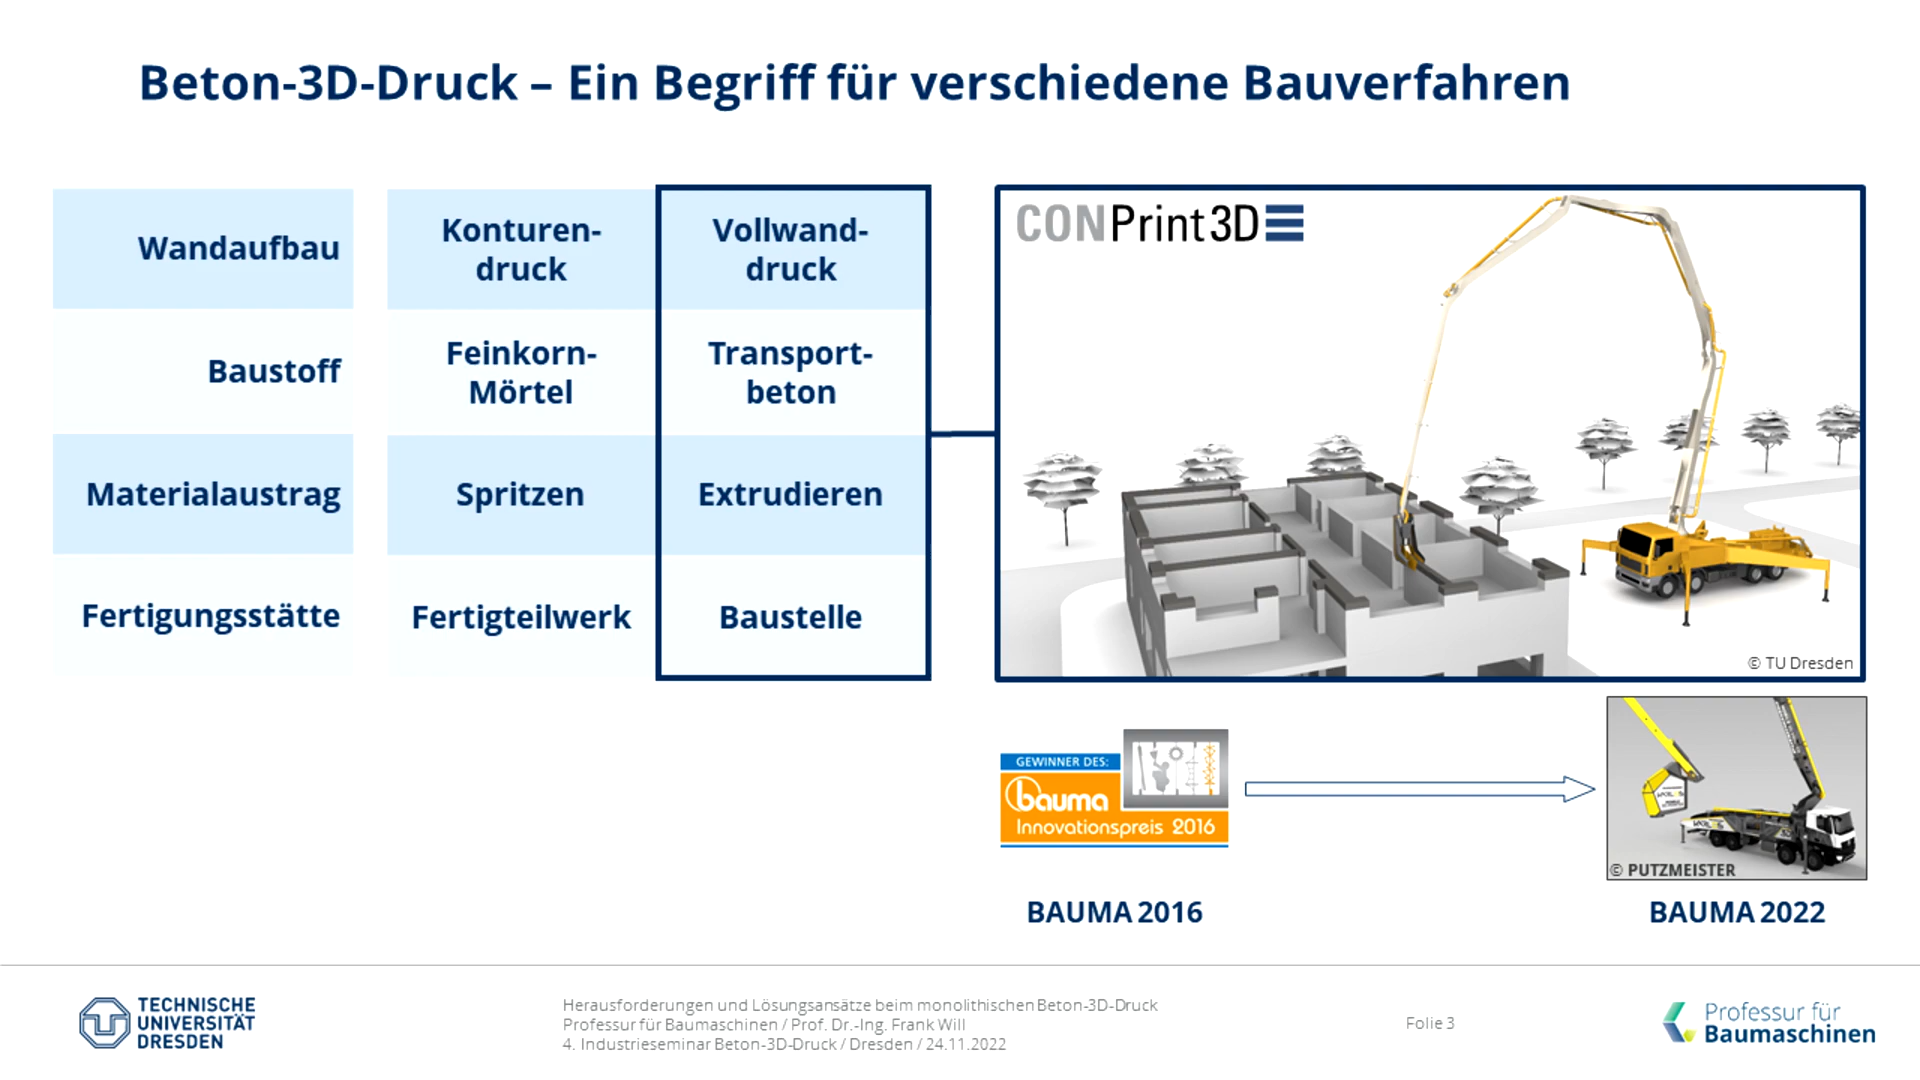 Beton-3D-Druck – Ein Begriff für verschiedene Bauverfahren
Wandaufbau
Konturen-
druck
Vollwand-
druck
Baustoff
Feinkorn-
Mörtel
Transport-
beton
Materialaustrag
Spritzen
Extrudieren
Fertigungsstätte
Fertigteilwerk
Baustelle
CONPrint3D
© TU Dresden
GEWINNER DES:
bauma
Innovationspreis 2016
BAUMA 2016
© PUTZMEISTER
BAUMA 2022
TECHNISCHE
UNIVERSITÄT
DRESDEN
Herausforderungen und Lösungsansätze beim monolithischen Beton-3D-Druck
Professur für Baumaschinen / Prof. Dr.-Ing. Frank Will
4. Industrieseminar Beton-3D-Druck / Dresden / 24.11.2022
Folie 3
Professur für
Baumaschinen